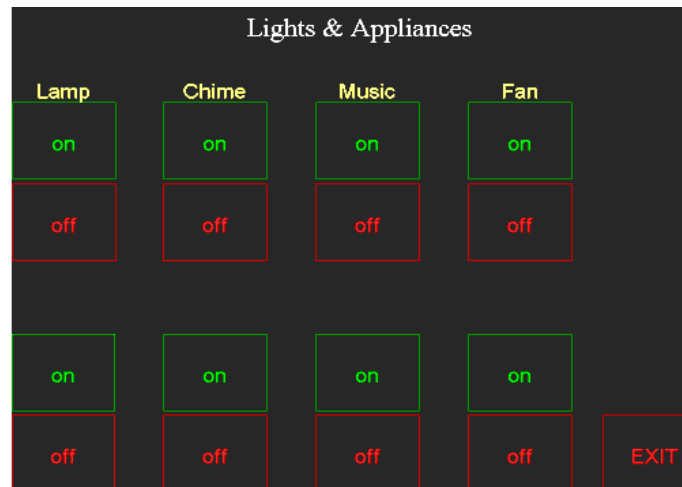 Lights & Appliances
Lamp Chime Music Fan
on on on on
off off off off
on on on on
off off off off EXIT